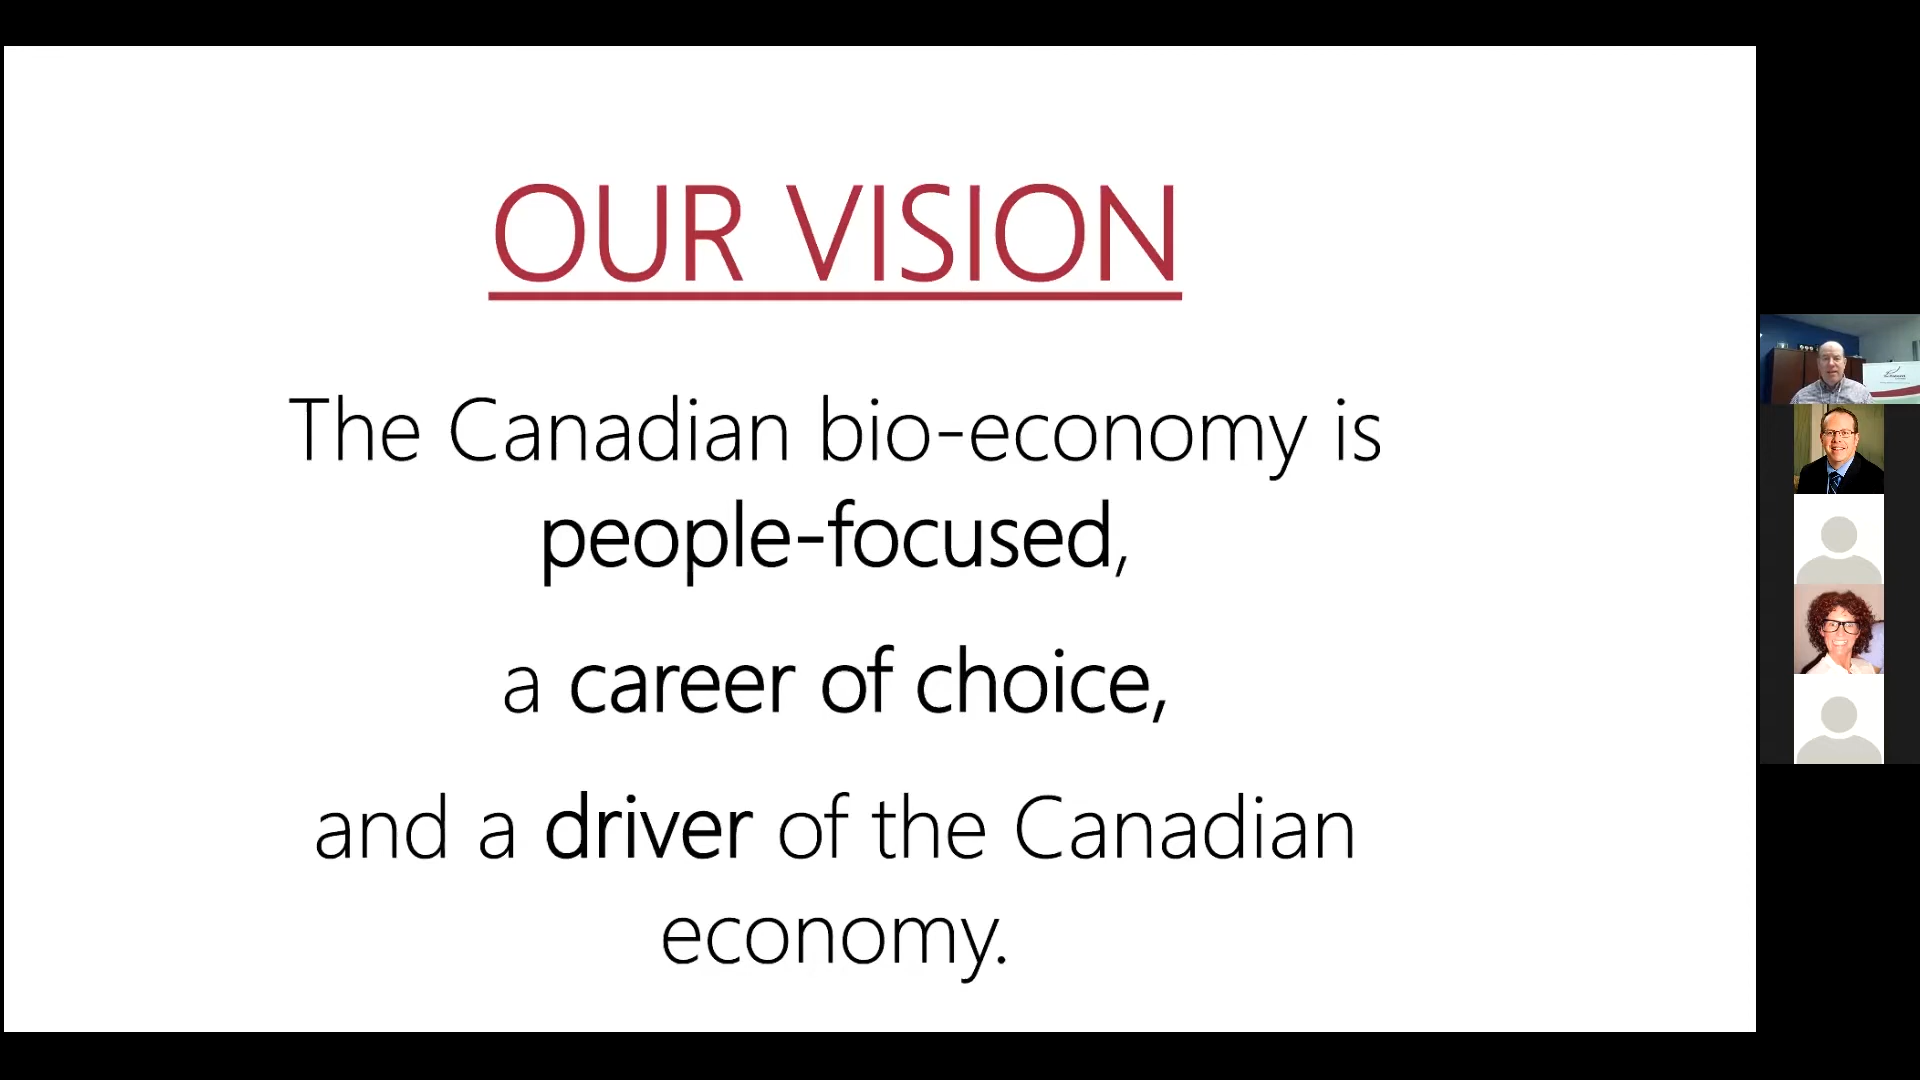 OUR VISION
The Canadian bio-economy is
people-focused,
a career of choice,
and a driver of the Canadian
economy.